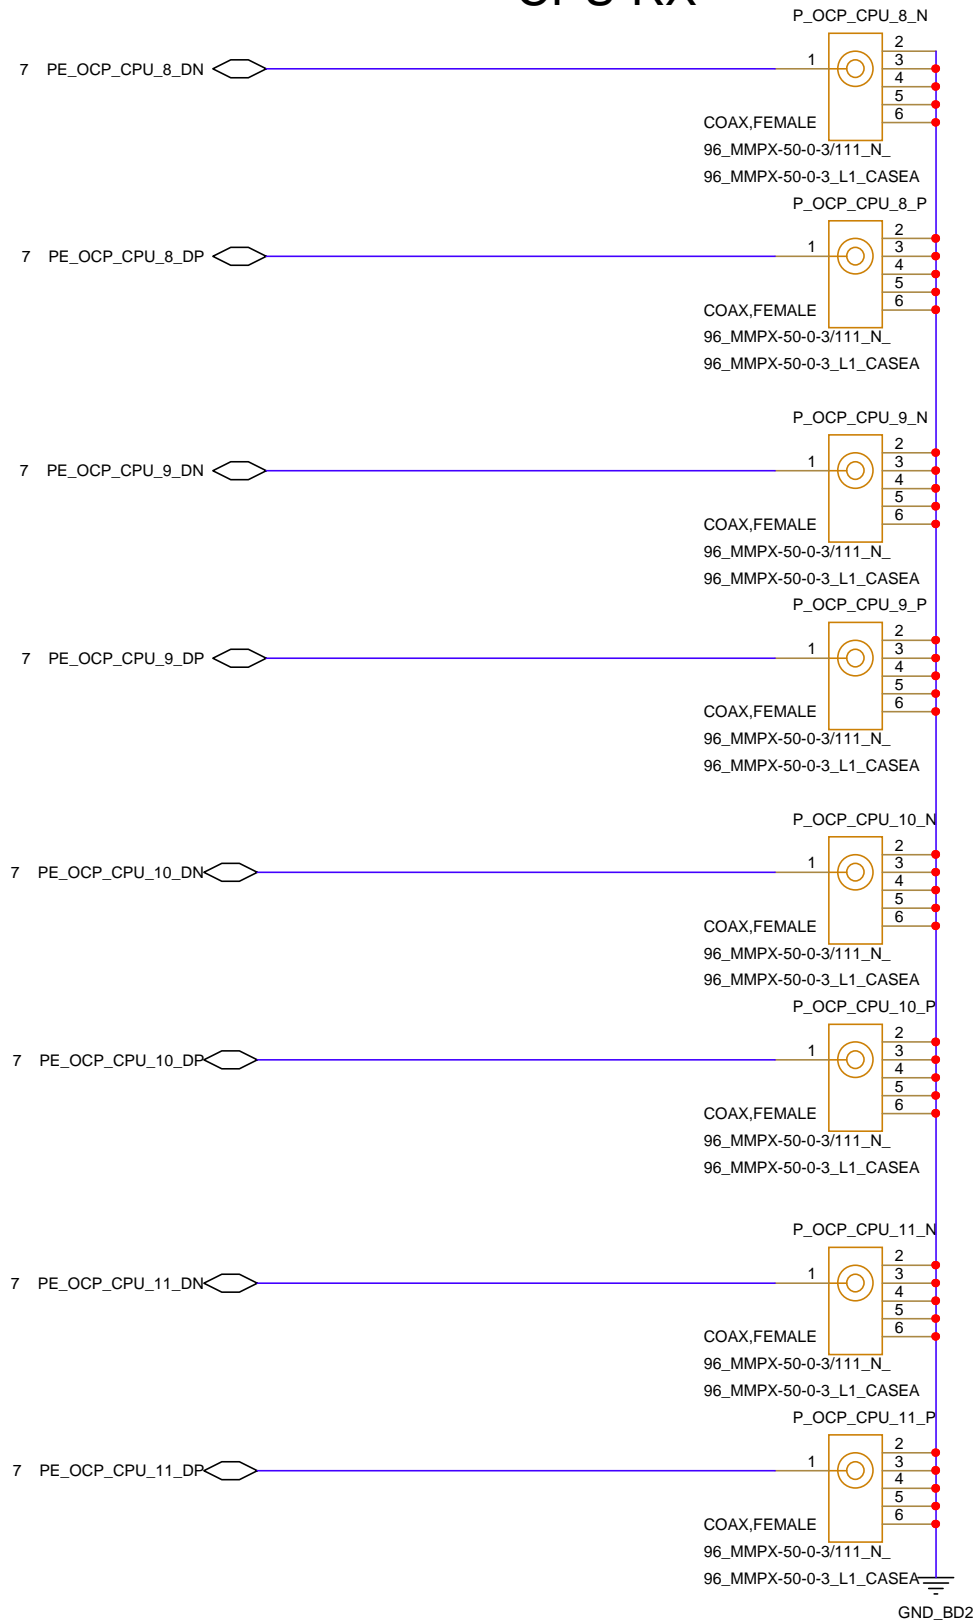 P_OCP_CPU_8_N
7 PE_OCP_CPU_8_DN 1 2 3 4 5 6
COAX,FEMALE
96_MMPX-50-0-3/111_N_
96_MMPX-50-0-3_L1_CASEA
P_OCP_CPU_8_P
7 PE_OCP_CPU_8_DP 1 2 3 4 5 6
COAX,FEMALE
96_MMPX-50-0-3/111_N_
96_MMPX-50-0-3_L1_CASEA
P_OCP_CPU_9_N
7 PE_OCP_CPU_9_DN 1 2 3 4 5 6
COAX,FEMALE
96_MMPX-50-0-3/111_N_
96_MMPX-50-0-3_L1_CASEA
P_OCP_CPU_9_P
7 PE_OCP_CPU_9_DP 1 2 3 4 5 6
COAX,FEMALE
96_MMPX-50-0-3/111_N_
96_MMPX-50-0-3_L1_CASEA
P_OCP_CPU_10_N
7 PE_OCP_CPU_10_DN 1 2 3 4 5 6
COAX,FEMALE
96_MMPX-50-0-3/111_N_
96_MMPX-50-0-3_L1_CASEA
P_OCP_CPU_10_P
7 PE_OCP_CPU_10_DP 1 2 3 4 5 6
COAX,FEMALE
96_MMPX-50-0-3/111_N_
96_MMPX-50-0-3_L1_CASEA
P_OCP_CPU_11_N
7 PE_OCP_CPU_11_DN 1 2 3 4 5 6
COAX,FEMALE
96_MMPX-50-0-3/111_N_
96_MMPX-50-0-3_L1_CASEA
P_OCP_CPU_11_P
7 PE_OCP_CPU_11_DP 1 2 3 4 5 6
COAX,FEMALE
96_MMPX-50-0-3/111_N_
96_MMPX-50-0-3_L1_CASEA
GND_BD2